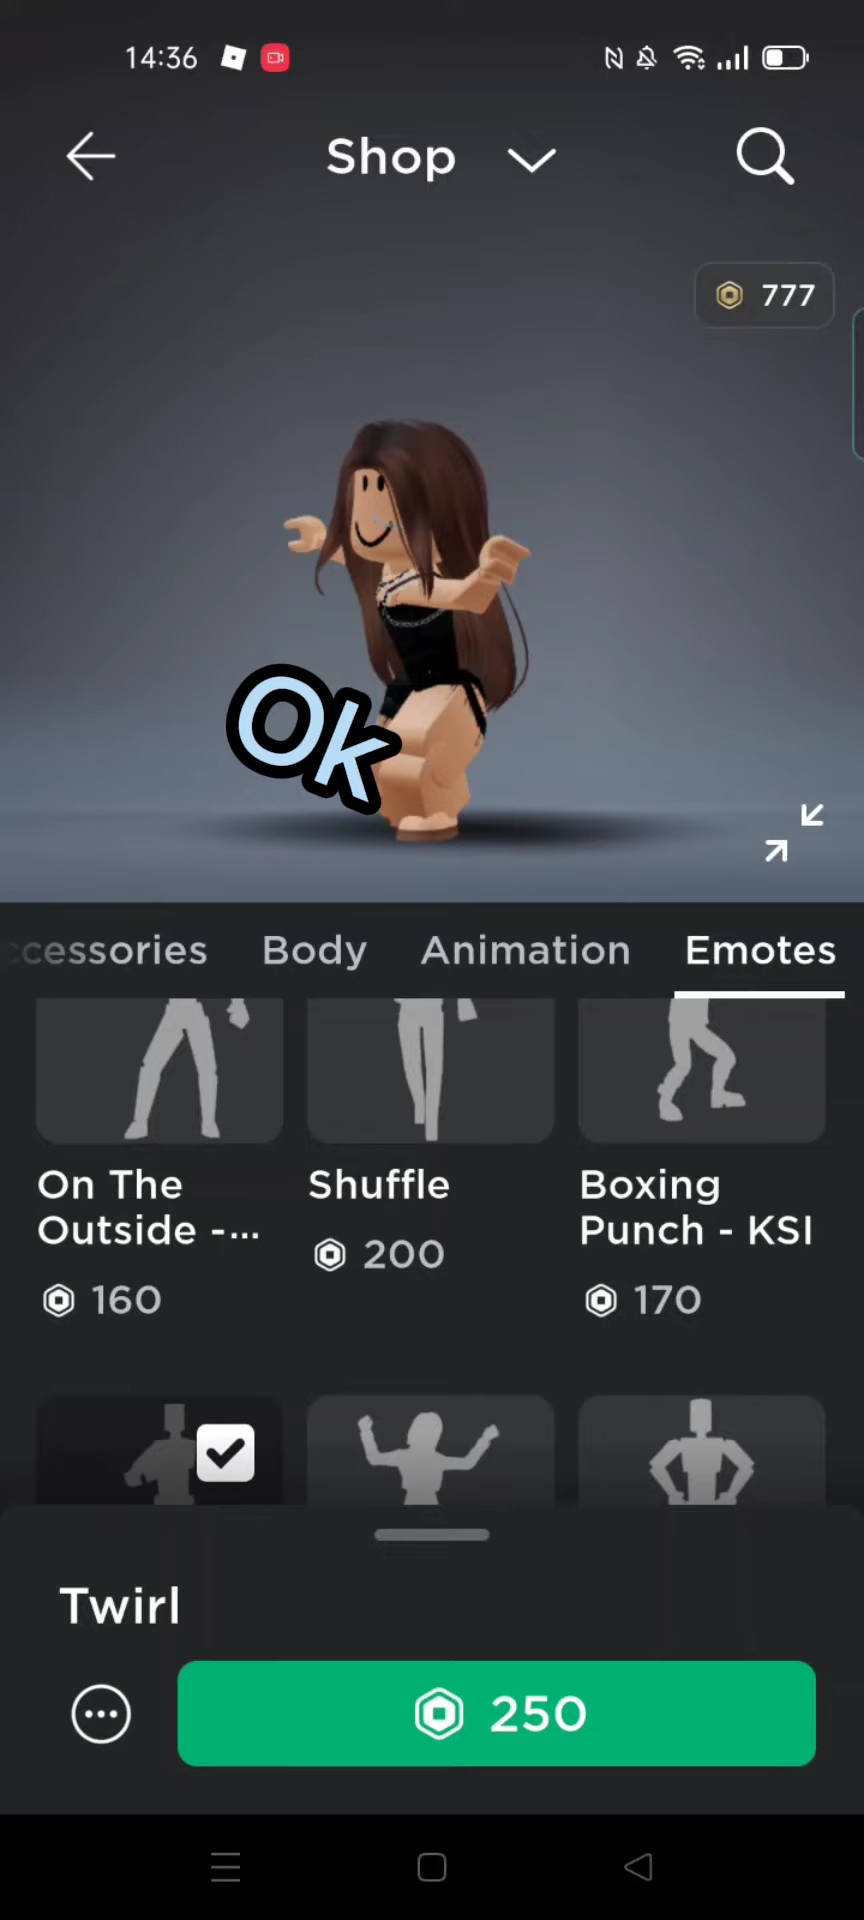 14:36
Shop
777
Ok
ccessories Body Animation Emotes
On The
Outside -...
160
Shuffle
200
Boxing
Punch - KSI
170
Twirl
250